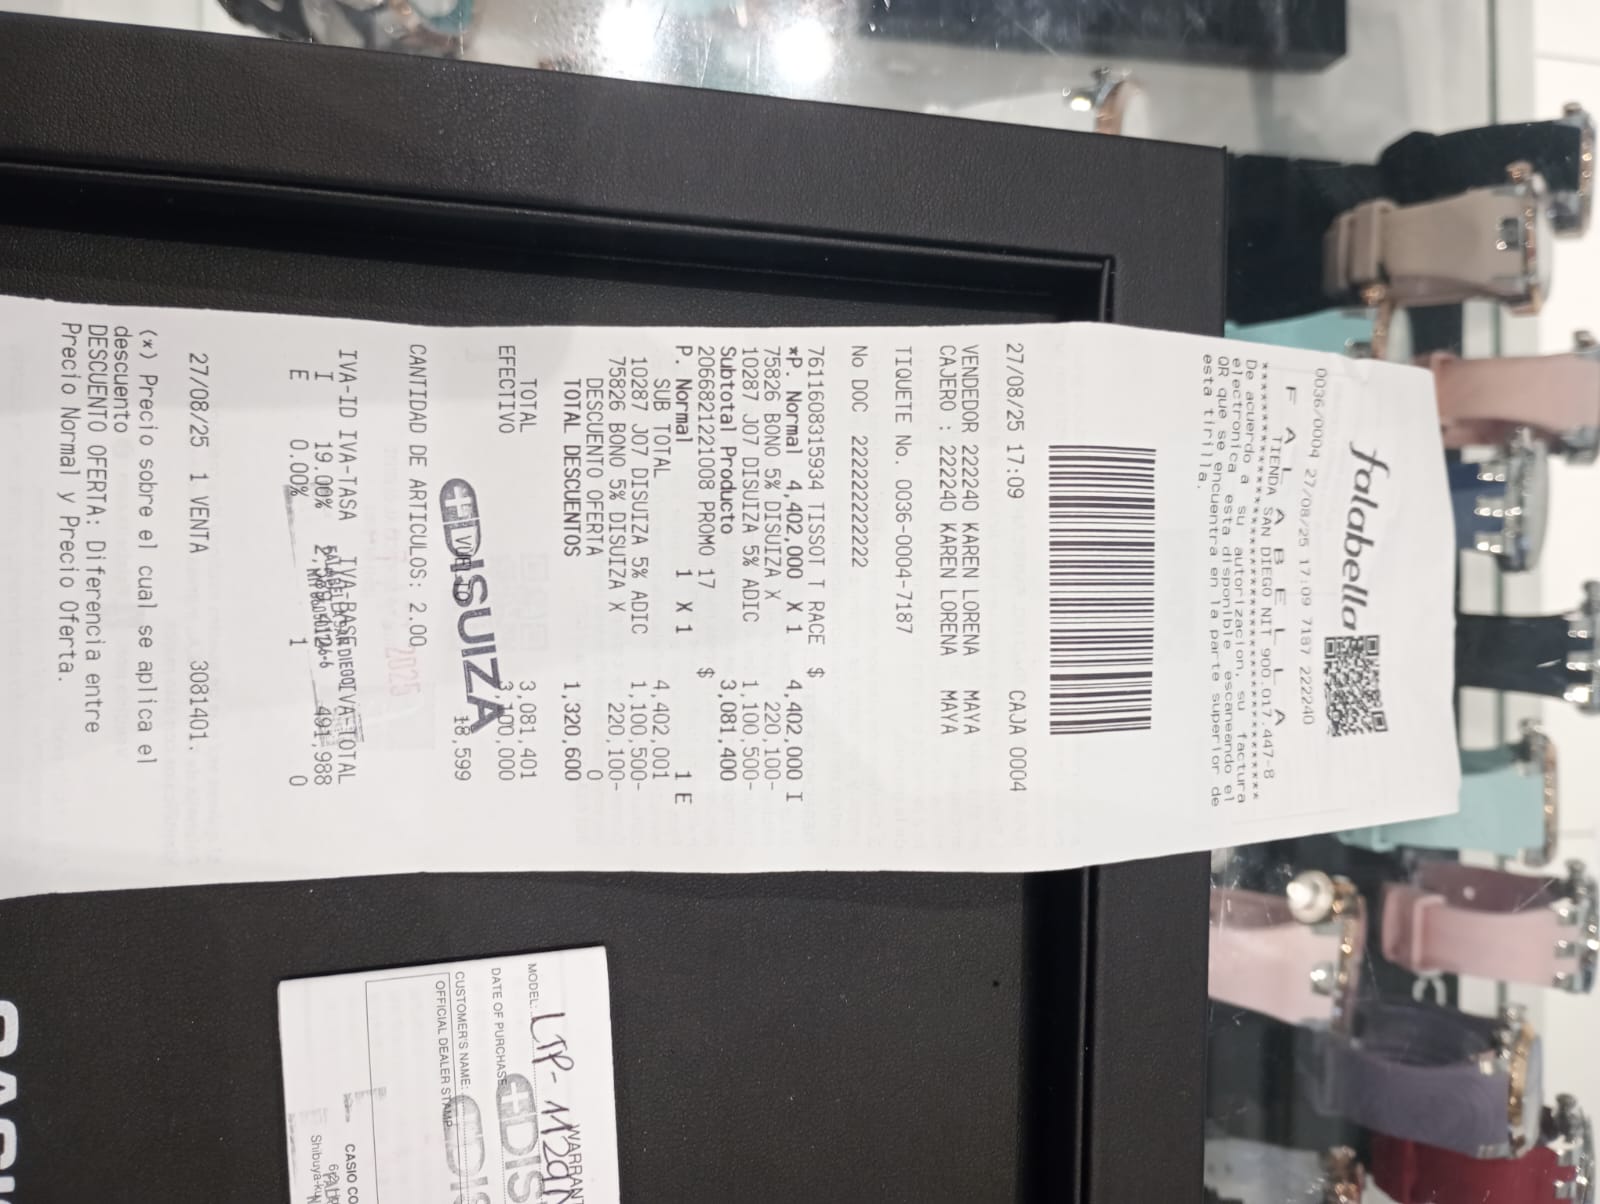 falabella
0036/0004 27/08/25 17:09 7187 222240
F A L A B E L L A
TIENDA SAN DIEGO NIT 900.017.447-8
****************************************
De acuerdo a su autorizacion, su factura
electronica esta disponible escaneando el
QR que se encuentra en la parte superior de
esta tirilla.
27/08/25 17:09 CAJA 0004
VENDEDOR 222240 KAREN LORENA MAYA
CAJERO : 222240 KAREN LORENA MAYA
TIQUETE No. 0036-0004-7187
No DOC 222222222222
7611608315934 TISSOT T RACE $ 4,402,000 I
*P. Normal 4,402,000 X 1
75826 BONO 5% DISUIZA X 220,100-
10287 J07 DISUIZA 5% ADIC 1,100,500-
Subtotal Producto 3,081,400
2066821221008 PROMO 17 $ 1 E
P. Normal 1 X 1
SUB TOTAL 4,402,001
10287 J07 DISUIZA 5% ADIC 1,100,500-
75826 BONO 5% DISUIZA X 220,100-
DESCUENTO OFERTA 0
TOTAL DESCUENTOS 1,320,600
TOTAL 3,081,401
EFECTIVO 3,100,000
18,599
DISUIZA
CANTIDAD DE ARTICULOS: 2.00
2025
IVA-ID IVA-TASA IVA-BASE IVA-TOTAL
I 19.00% 491,988
E 0.00% 1 0
27/08/25 1 VENTA 3081401.
(*) Precio sobre el cual se aplica el
descuento
DESCUENTO OFERTA: Diferencia entre
Precio Normal y Precio Oferta.
MODEL:
DATE OF PURCHASE
CUSTOMER'S NAME:
OFFICIAL DEALER STAMP
CASIO CO
Shibuya-ku